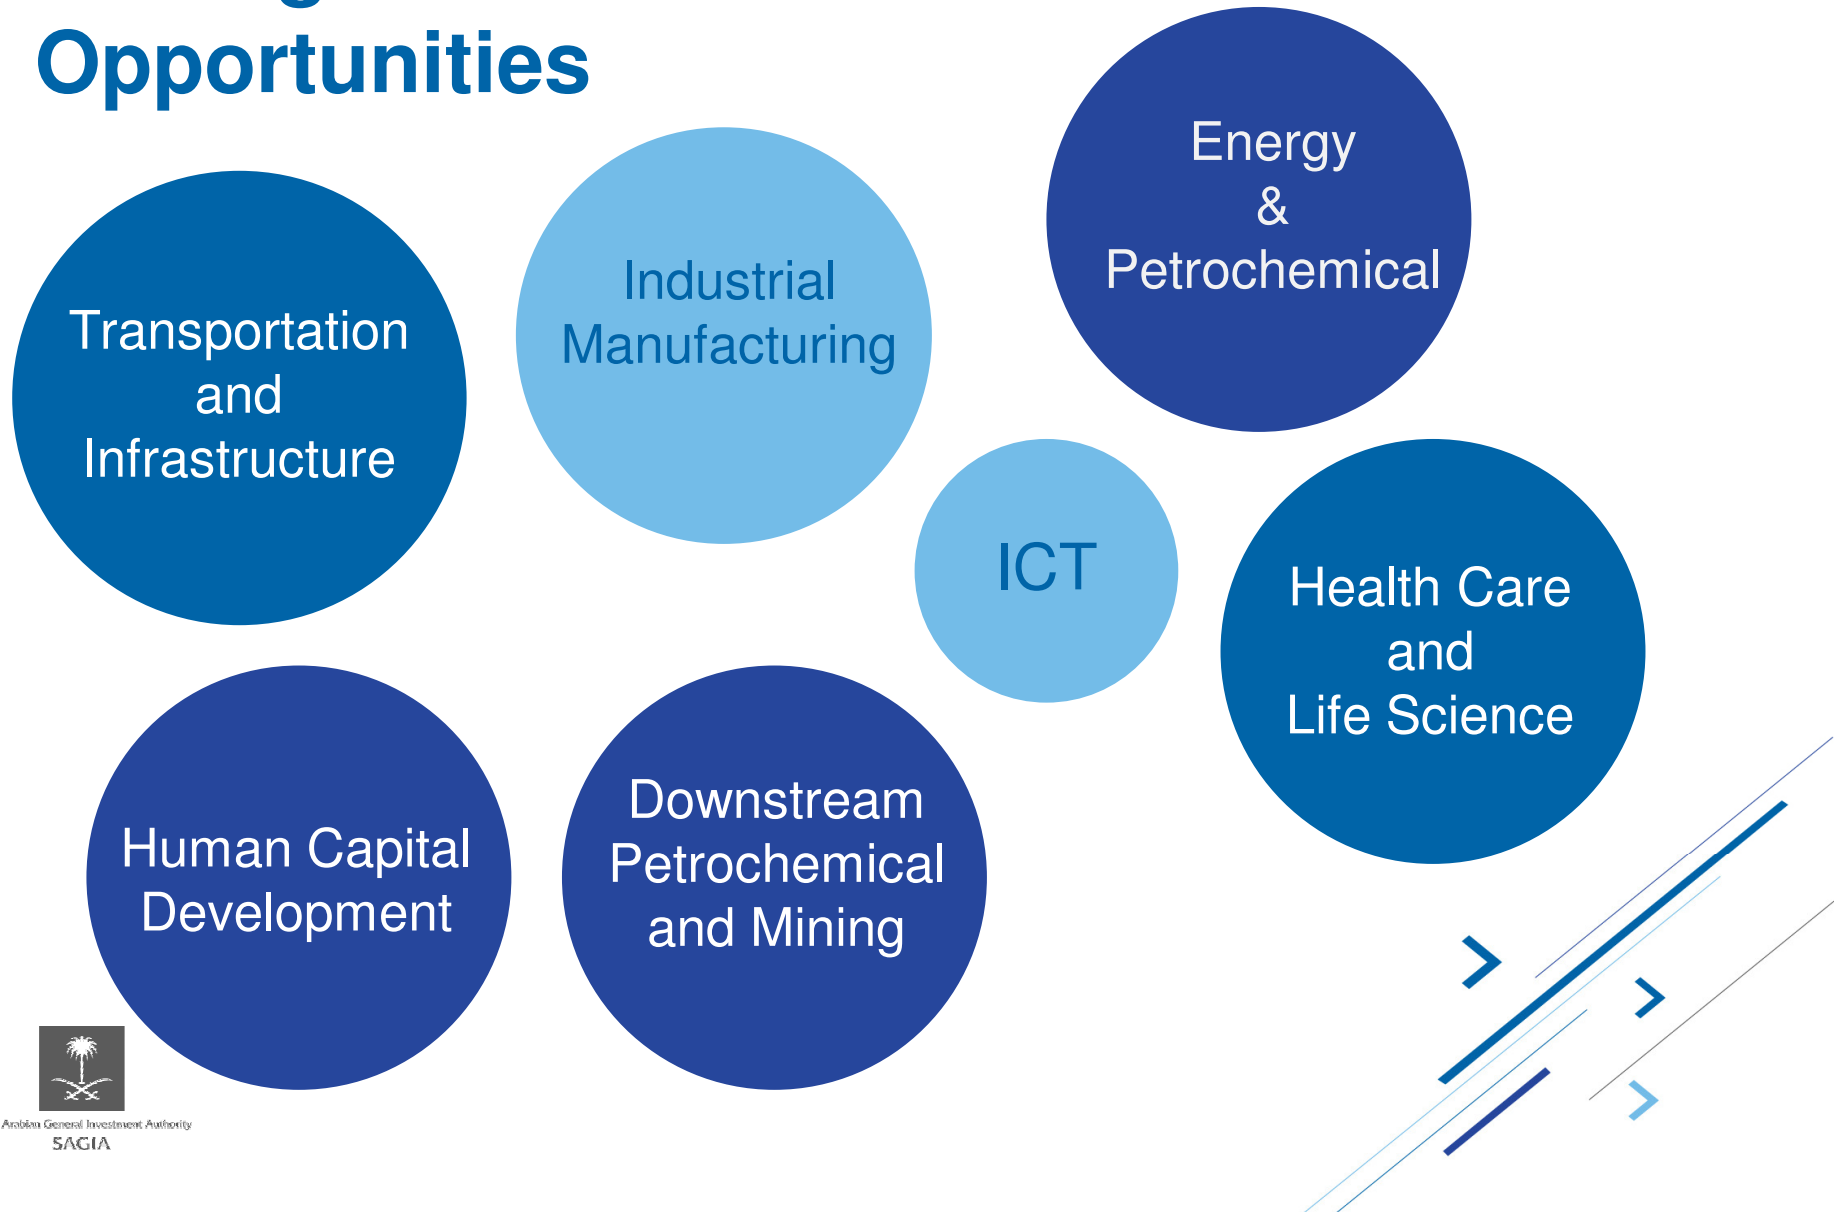 Opportunities
Energy
&
Petrochemical
Industrial
Manufacturing
Transportation
and
Infrastructure
ICT
Health Care
and
Life Science
Human Capital
Development
Downstream
Petrochemical
and Mining
Arabian General Investment Authority
SAGIA